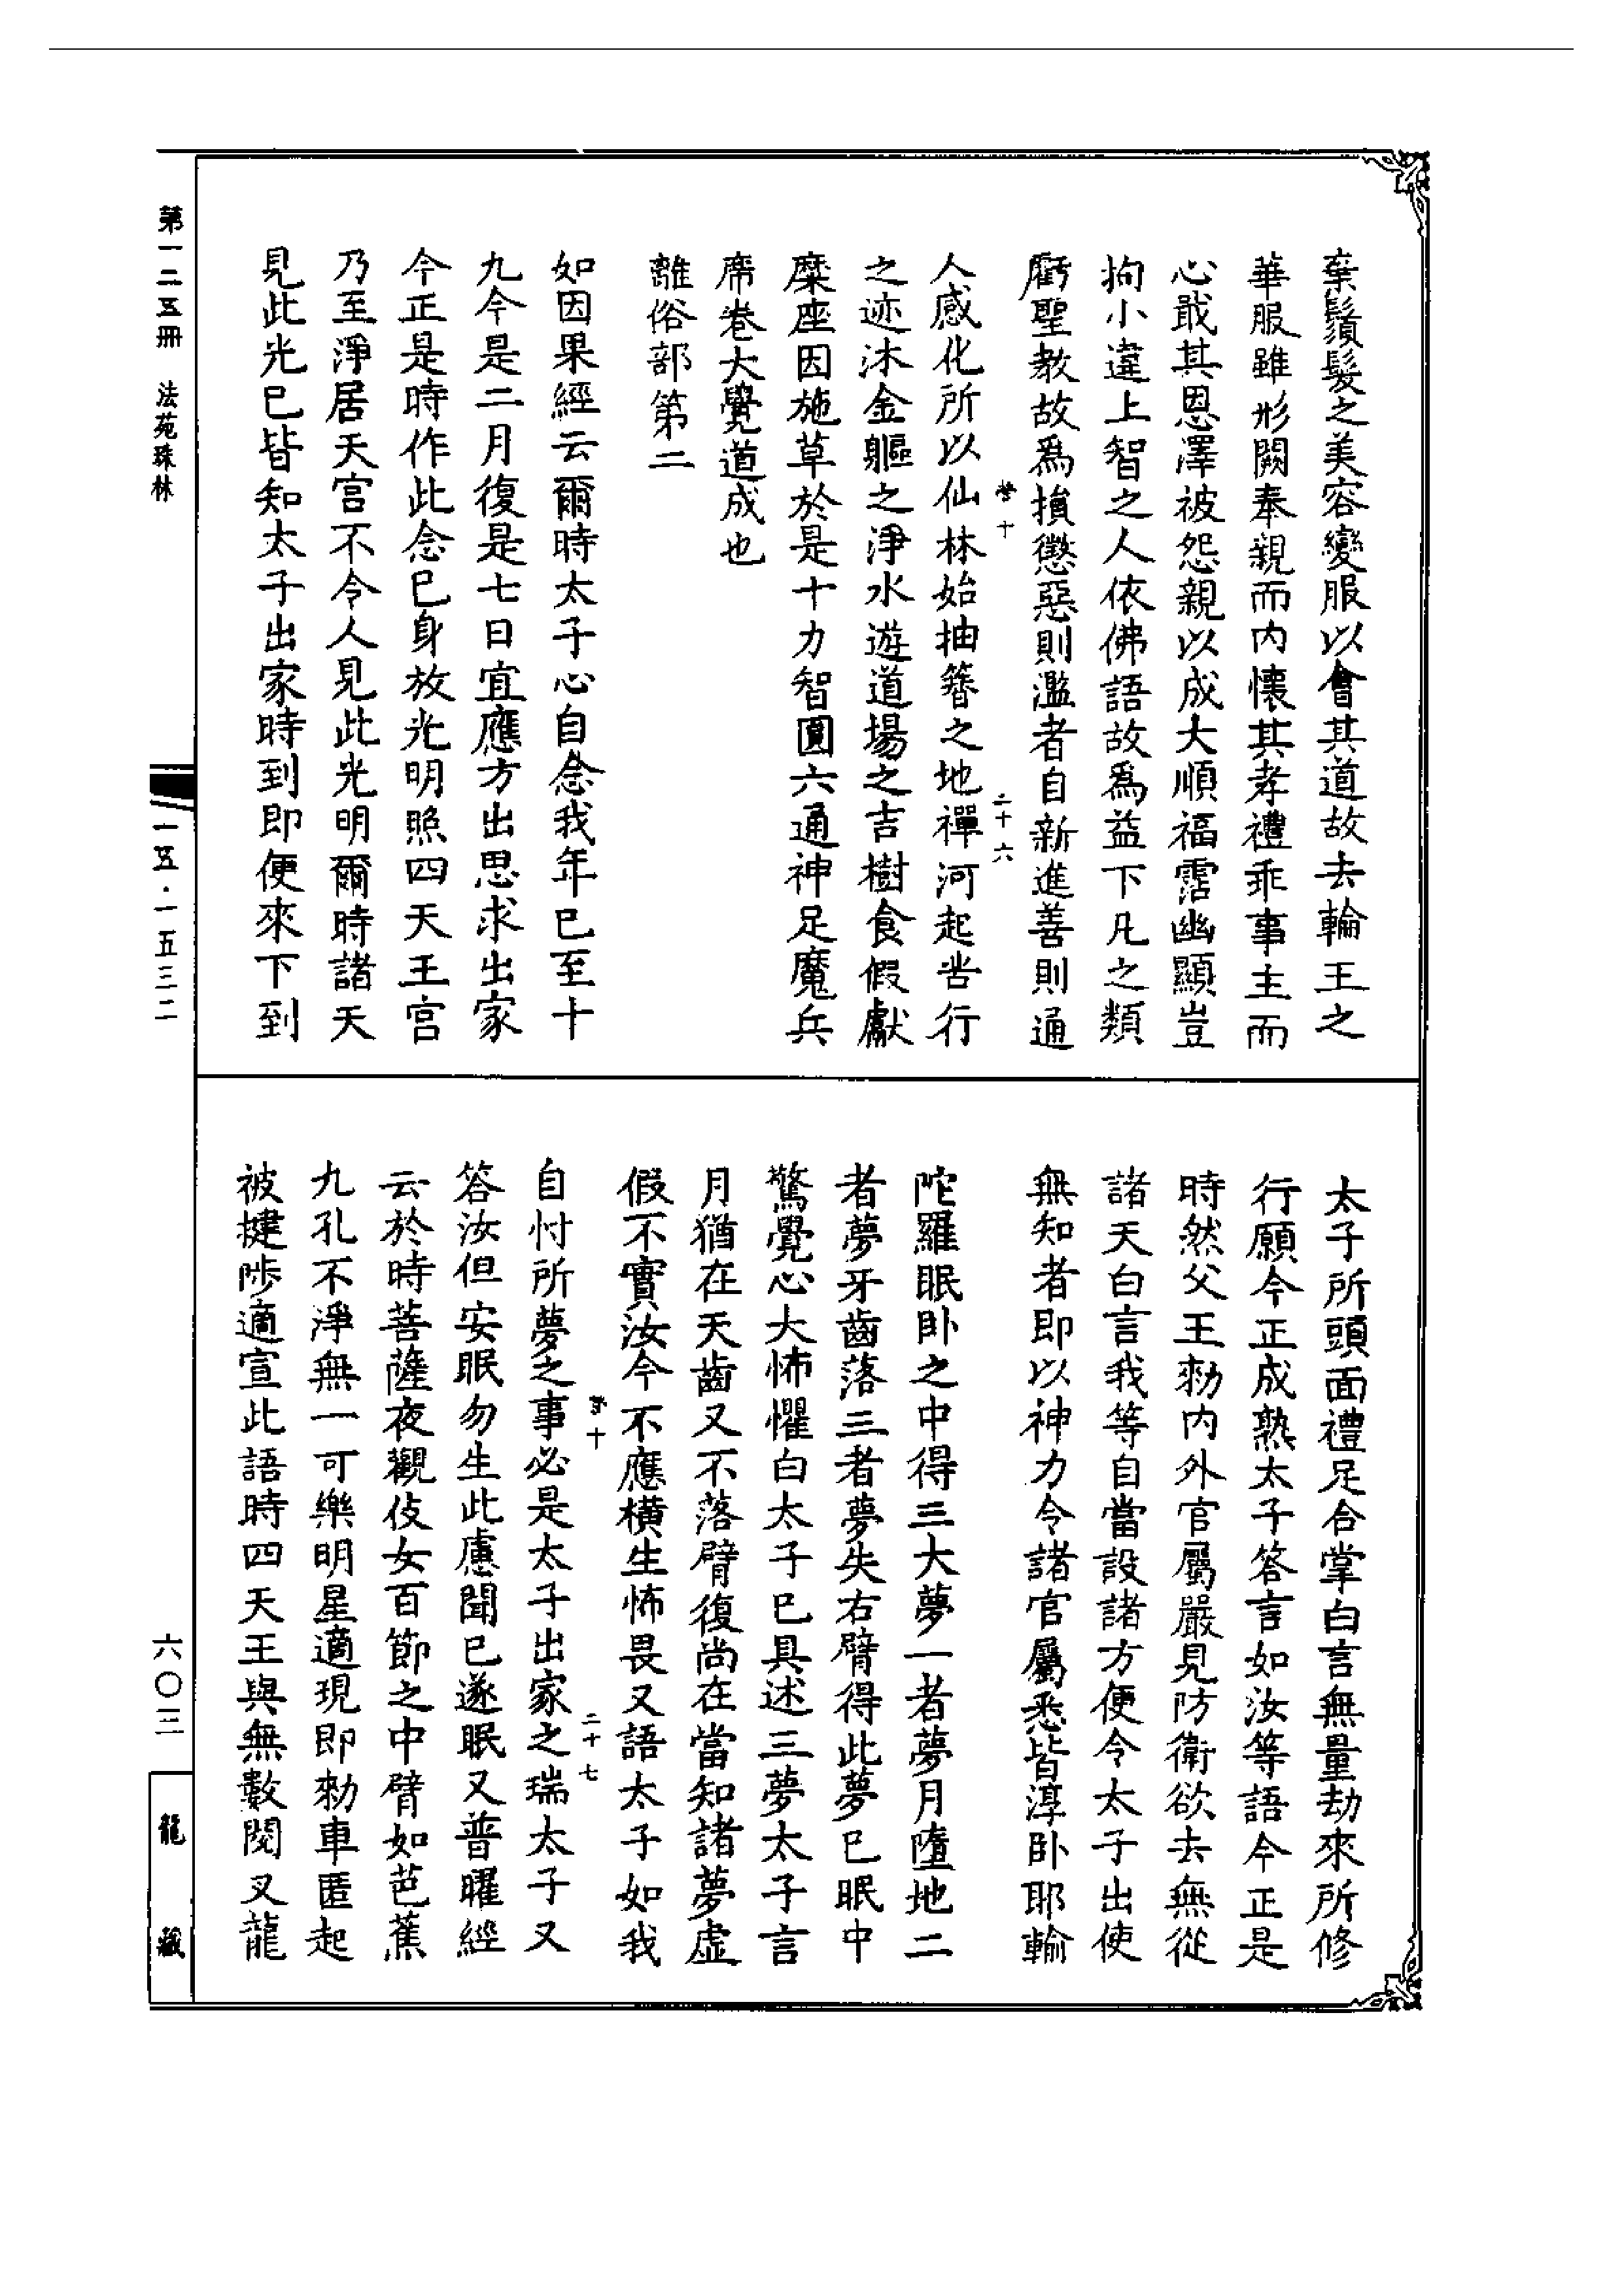 棄鬚髮之美容變服以會其道故去輪王之
華服雖形闕奉親而内懷其孝禮乖事主而
心戢其恩澤被怨親以成大順福霑幽顯豈
拘小違上智之人依佛語故爲益下凡之類
虧聖教故爲損懲惡則濫者自新進善則通
人感化所以仙林始抽簪之地禪河起苦行
之迹沐金軀之淨水遊道場之吉樹食假獻
糜座因施草於是十力智圓六通神足魔兵
席卷大覺道成也
離俗部第二
如因果經云爾時太子心自念我年已至十
九今是二月復是七日宜應方出思求出家
今正是時作此念已身放光明照四天王宮
乃至淨居天宮不令人見此光明爾時諸天
見此光已皆知太子出家時到即便來下到
太子所頭面禮足合掌白言無量劫來所修
行願今正成熟太子答言如汝等語今正是
時然父王勑内外官屬嚴見防衛欲去無從
諸天白言我等自當設諸方便令太子出使
無知者即以神力令諸官屬悉皆淳卧耶輸
陀羅眠卧之中得三大夢一者夢月墮地二
者夢牙齒落三者夢失右臂得此夢已眠中
驚覺心大怖懼白太子已具述三夢太子言
月猶在天齒又不落臂復尚在當知諸夢虛
假不實汝今不應橫生怖畏又語太子如我
自忖所夢之事必是太子出家之瑞太子又
答汝但安眠勿生此慮聞已遂眠又普曜經
云於時菩薩夜觀伎女百節之中臂如芭蕉
九孔不淨無一可樂明星適現即勑車匿起
被揵陟適宣此語時四天王與無數閱叉龍
十
二十六
十
二十七
第一二五冊 法苑珠林
一五·一五三二
六〇三
龍藏